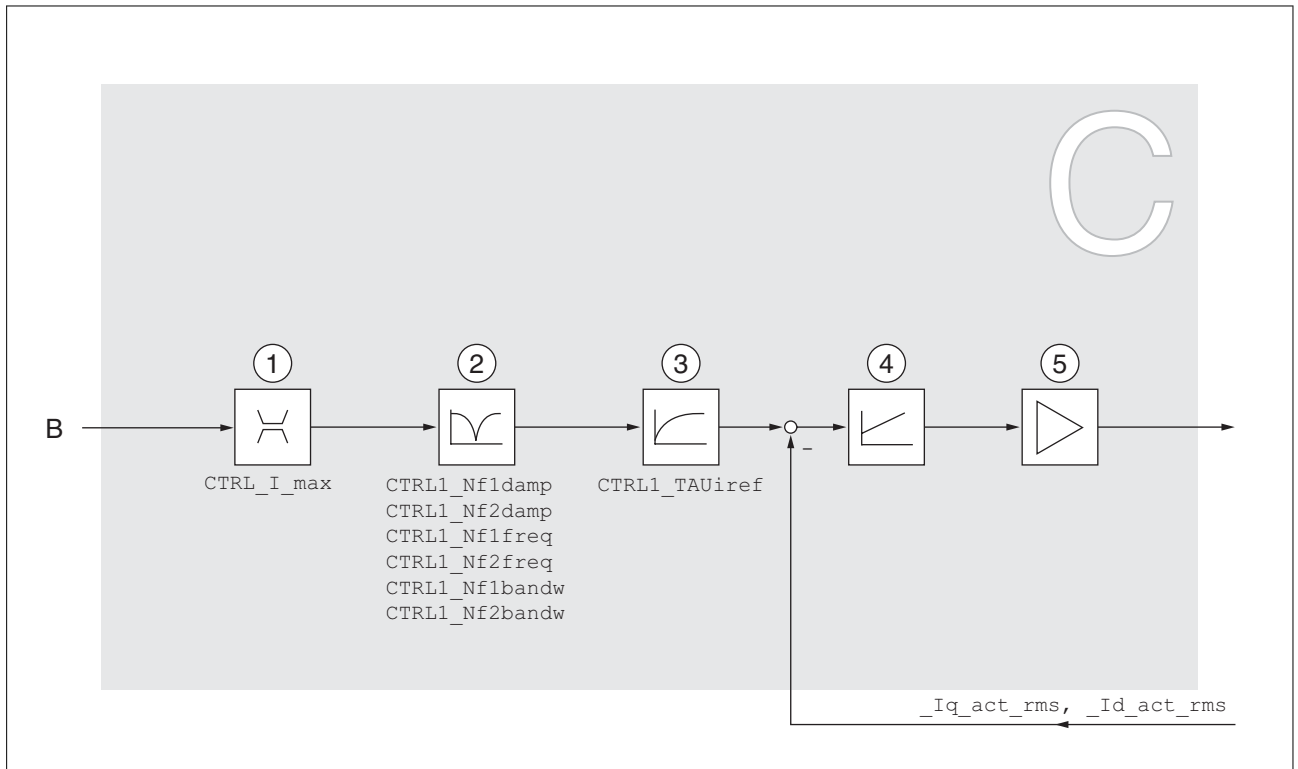 C
1
2
3
4
5
B
–
CTRL_I_max
CTRL1_Nf1damp
CTRL1_Nf2damp
CTRL1_Nf1freq
CTRL1_Nf2freq
CTRL1_Nf1bandw
CTRL1_Nf2bandw
CTRL1_TAUiref
_Iq_act_rms, _Id_act_rms